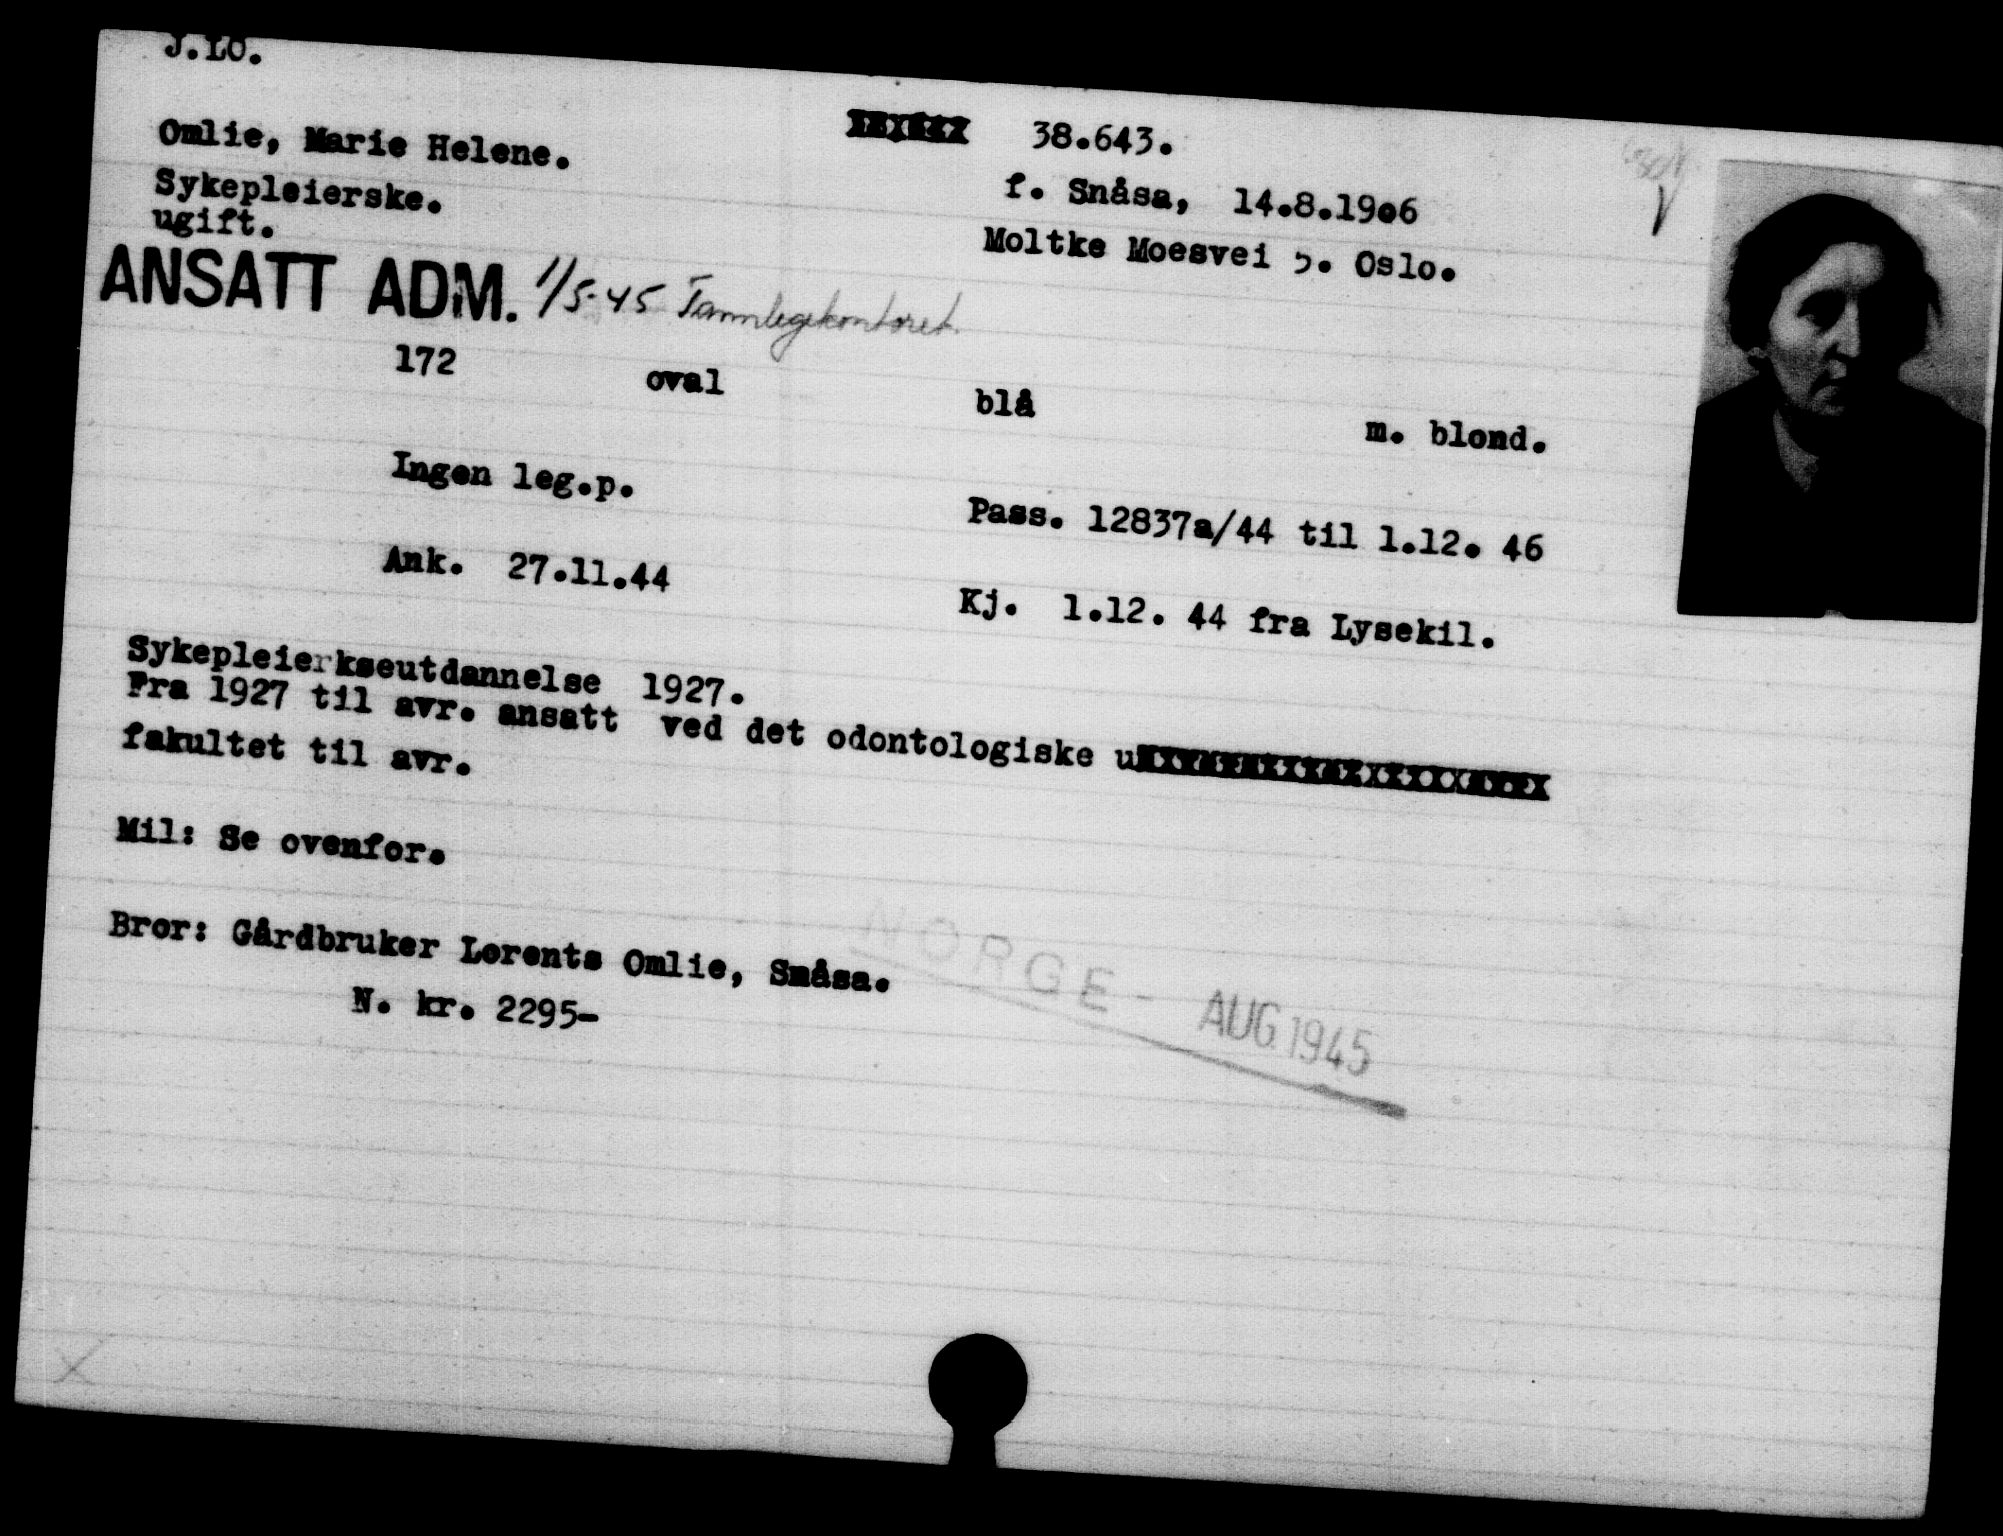 J.LO.
Omlie, Marie Helene.
38.643.
Sykepleierske.
f. Snåsa, 14.8.1906
ugift.
Moltke Moesvei 5. Oslo.
ANSATT ADM. 1/5-45 Tannlegekontoret.
172 oval blå m. blond.
Ingen leg.p.
Pass. 12837a/44 til 1.12. 46
Ank. 27.11.44
Kj. 1.12. 44 fra Lysekil.
Sykepleierkseutdannelse 1927.
Fra 1927 til avr. ansatt ved det odontologiske u
fakultet til avr.
Mil: Se ovenfor.
Bror: Gårdbruker Lorents Omlie, Snåsa.
N. kr. 2295-
NORGE - AUG 1945
X